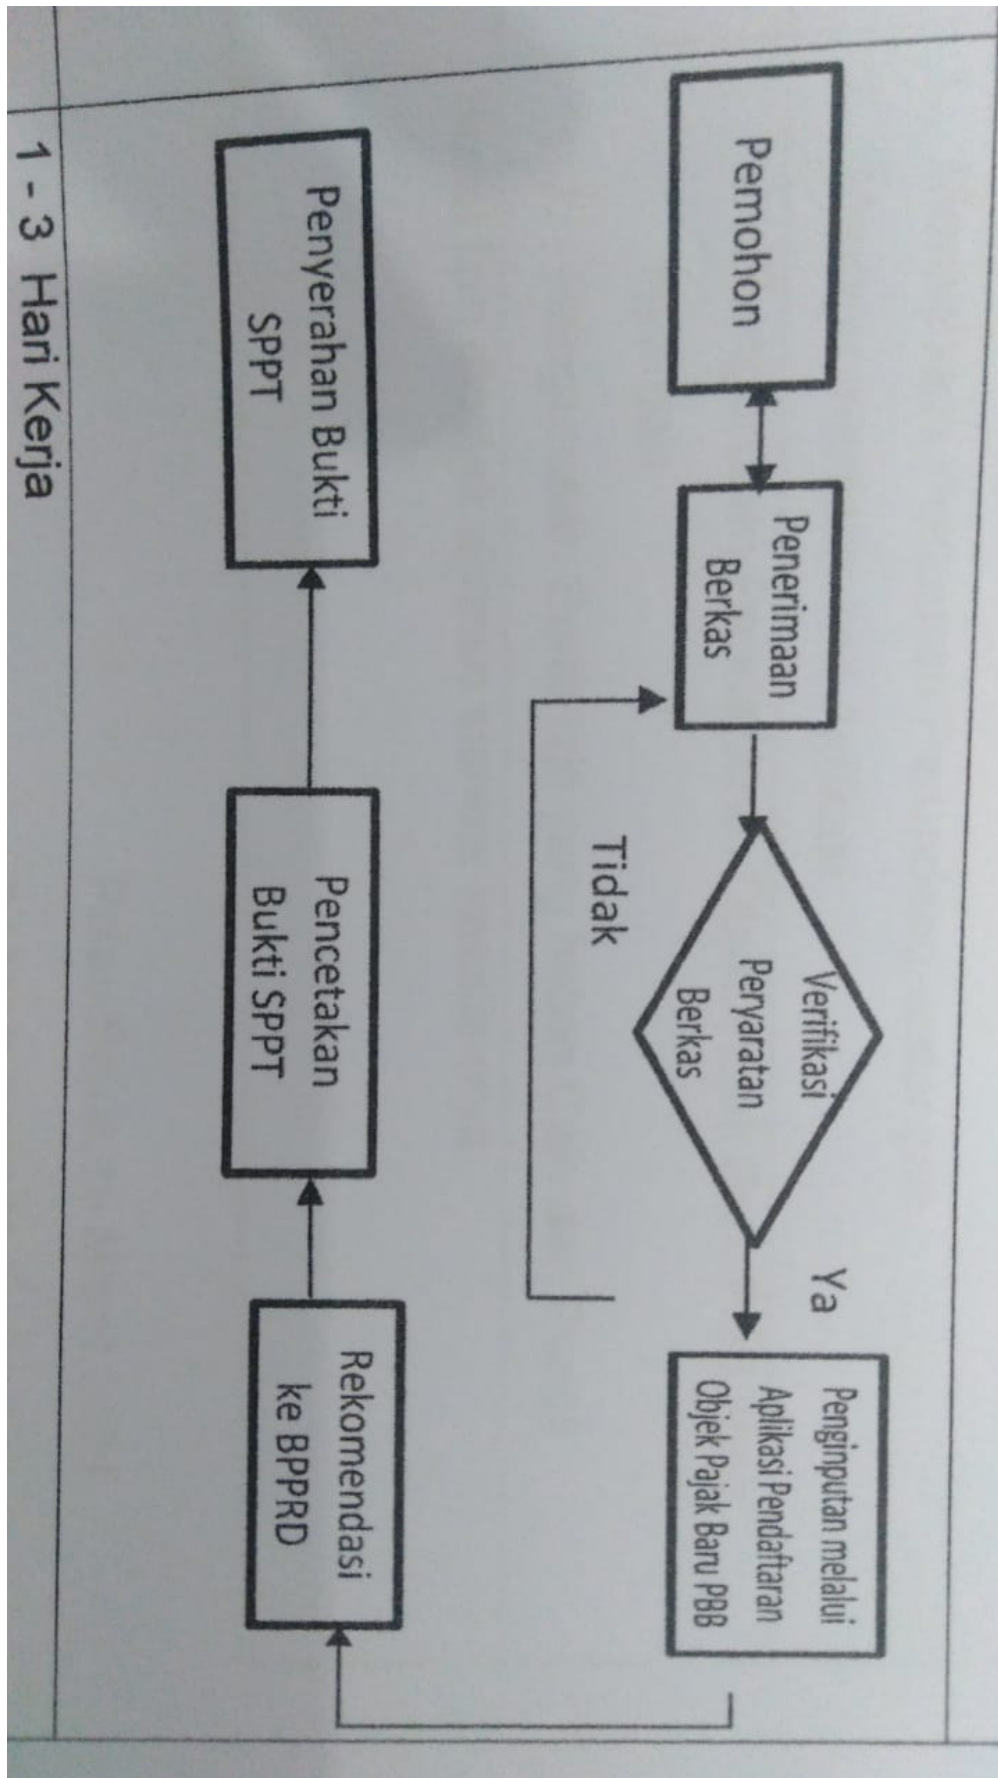 Pemohon
Penerimaan
Berkas
Verifikasi
Peryaratan
Berkas
Ya
Penginputan melalui
Aplikasi Pendaftaran
Objek Pajak Baru PBB
Tidak
Penyerahan Bukti
SPPT
Pencetakan
Bukti SPPT
Rekomendasi
ke BPPRD
1 - 3 Hari Kerja